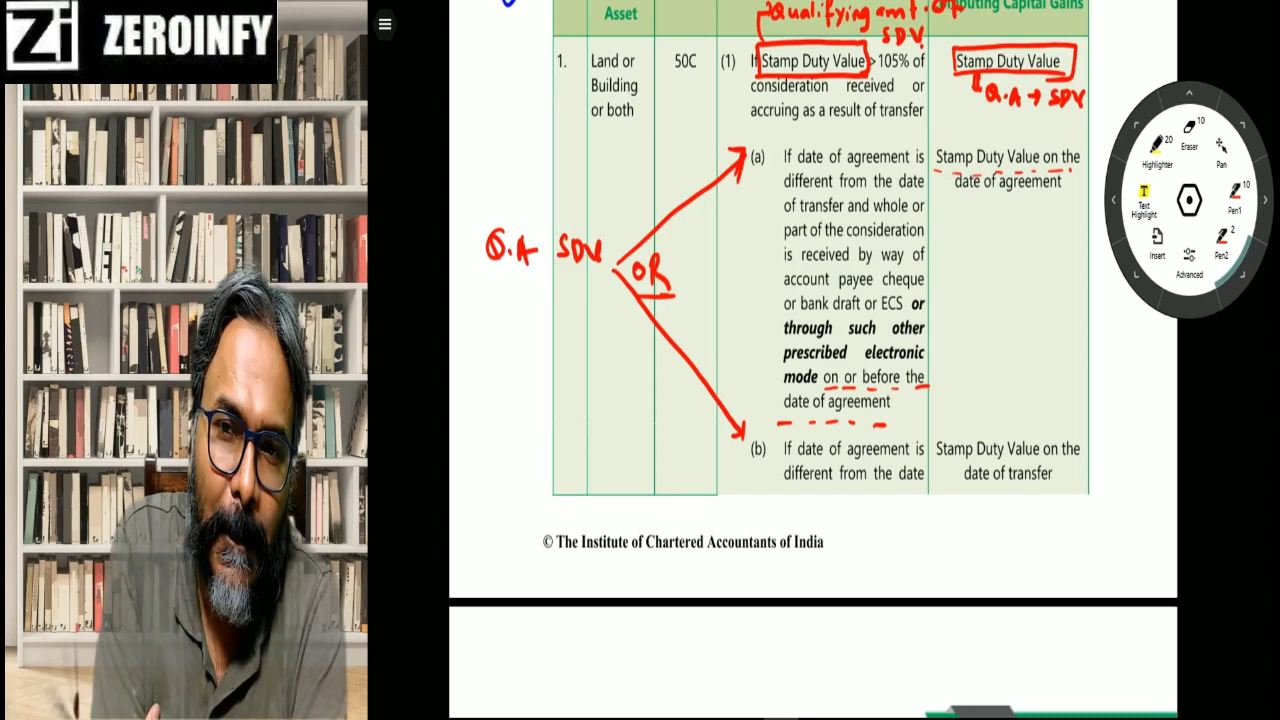 Zi ZEROINFY
Asset
Qualifying amt. of
SDV
Computing Capital Gains
1.
Land or
Building
or both
50C
(1) If Stamp Duty Value >105% of
consideration received or
accruing as a result of transfer
Stamp Duty Value
Q.A → SDV
(a) If date of agreement is
different from the date
of transfer and whole or
part of the consideration
is received by way of
account payee cheque
or bank draft or ECS or
through such other
prescribed electronic
mode on or before the
date of agreement
Stamp Duty Value on the
date of agreement
Q.A SDV
OR
(b) If date of agreement is
different from the date
Stamp Duty Value on the
date of transfer
© The Institute of Chartered Accountants of India
20
Highlighter
10
Eraser
Pan
T
Text
Highlight
10
Pen1
Insert
Advanced
2
Pen2